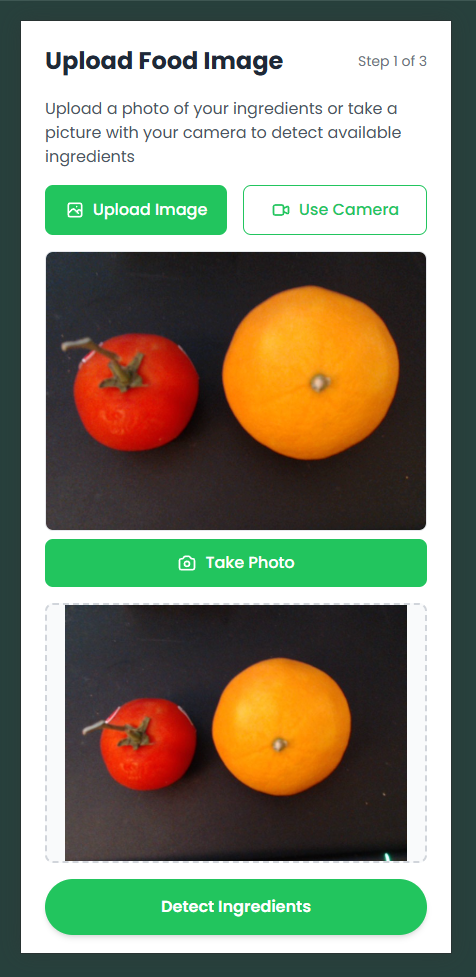 Upload Food Image
Step 1 of 3
Upload a photo of your ingredients or take a
picture with your camera to detect available
ingredients
Upload Image
Use Camera
Take Photo
Detect Ingredients